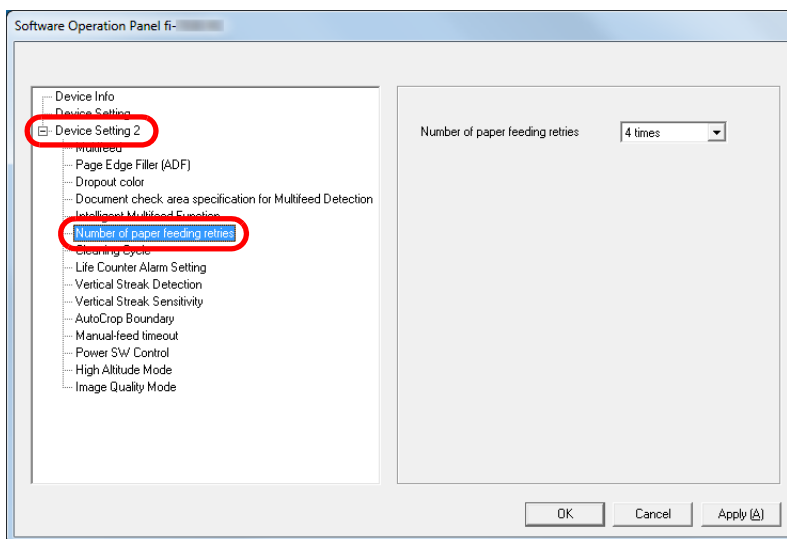 Software Operation Panel fi-
Device Info
Device Setting
Device Setting 2
Multifeed
Page Edge Filler (ADF)
Dropout color
Document check area specification for Multifeed Detection
Intelligent Multifeed Function
Number of paper feeding retries
Cleaning Cycle
Life Counter Alarm Setting
Vertical Streak Detection
Vertical Streak Sensitivity
AutoCrop Boundary
Manual-feed timeout
Power SW Control
High Altitude Mode
Image Quality Mode
Number of paper feeding retries 4 times
OK Cancel Apply (A)